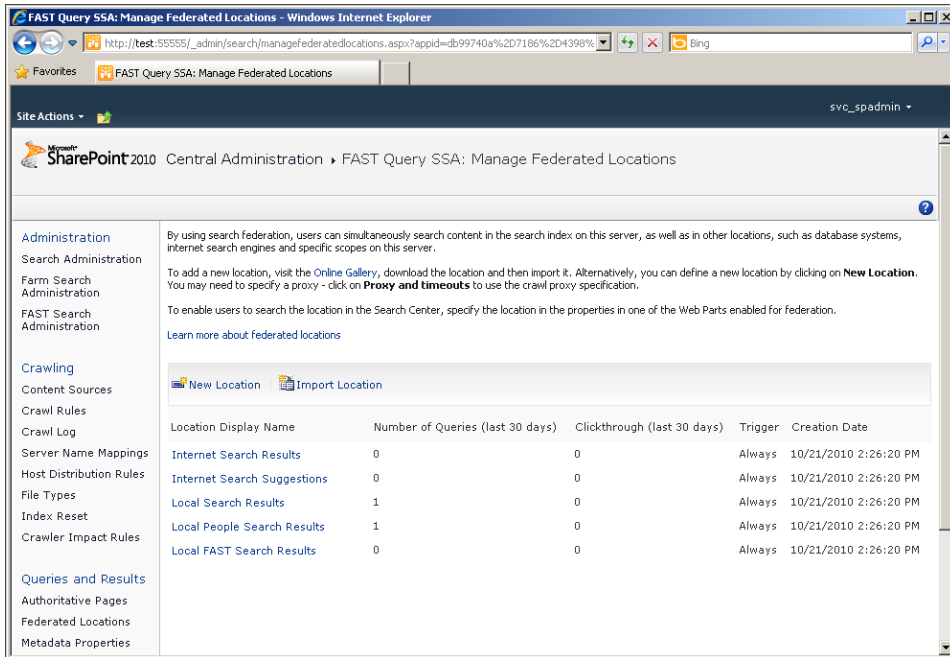 FAST Query SSA: Manage Federated Locations - Windows Internet Explorer
http://test:55555/_admin/search/managefederatedlocations.aspx?appid=db99740a%2D7186%2D4398%
Bing
Favorites
FAST Query SSA: Manage Federated Locations
Site Actions
svc_spadmin
Microsoft
SharePoint 2010 Central Administration FAST Query SSA: Manage Federated Locations
Administration
Search Administration
Farm Search
Administration
FAST Search
Administration
Crawling
Content Sources
Crawl Rules
Crawl Log
Server Name Mappings
Host Distribution Rules
File Types
Index Reset
Crawler Impact Rules
Queries and Results
Authoritative Pages
Federated Locations
Metadata Properties
By using search federation, users can simultaneously search content in the search index on this server, as well as in other locations, such as database systems,
internet search engines and specific scopes on this server.
To add a new location, visit the Online Gallery, download the location and then import it. Alternatively, you can define a new location by clicking on New Location.
You may need to specify a proxy - click on Proxy and timeouts to use the crawl proxy specification.
To enable users to search the location in the Search Center, specify the location in the properties in one of the Web Parts enabled for federation.
Learn more about federated locations
New Location Import Location
Location Display Name Number of Queries (last 30 days) Clickthrough (last 30 days) Trigger Creation Date
Internet Search Results 0 0 Always 10/21/2010 2:26:20 PM
Internet Search Suggestions 0 0 Always 10/21/2010 2:26:20 PM
Local Search Results 1 0 Always 10/21/2010 2:26:20 PM
Local People Search Results 1 0 Always 10/21/2010 2:26:20 PM
Local FAST Search Results 0 0 Always 10/21/2010 2:26:20 PM